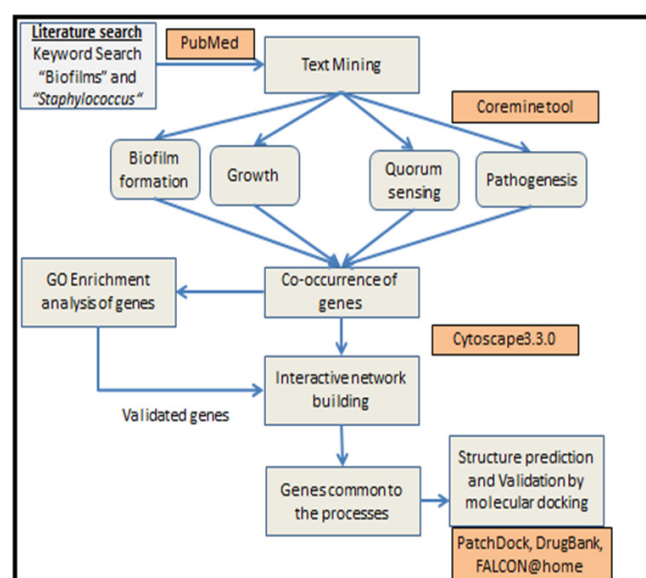 Literature search
Keyword Search
"Biofilms" and
"Staphylococcus"
PubMed
Text Mining
Coremine tool
Biofilm
formation
Growth
Quorum
sensing
Pathogenesis
GO Enrichment
analysis of genes
Co-occurrence of
genes
Cytoscape3.3.0
Interactive network
building
Validated genes
Genes common to
the processes
Structure prediction
and Validation by
molecular docking
PatchDock, DrugBank,
FALCON@home